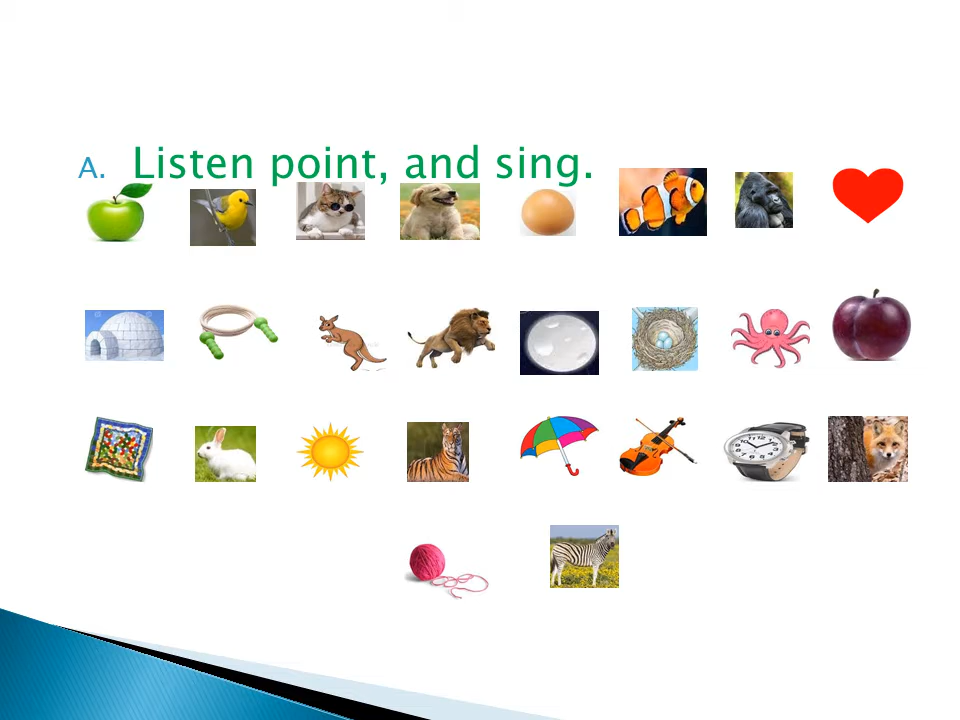 A. Listen point, and sing.